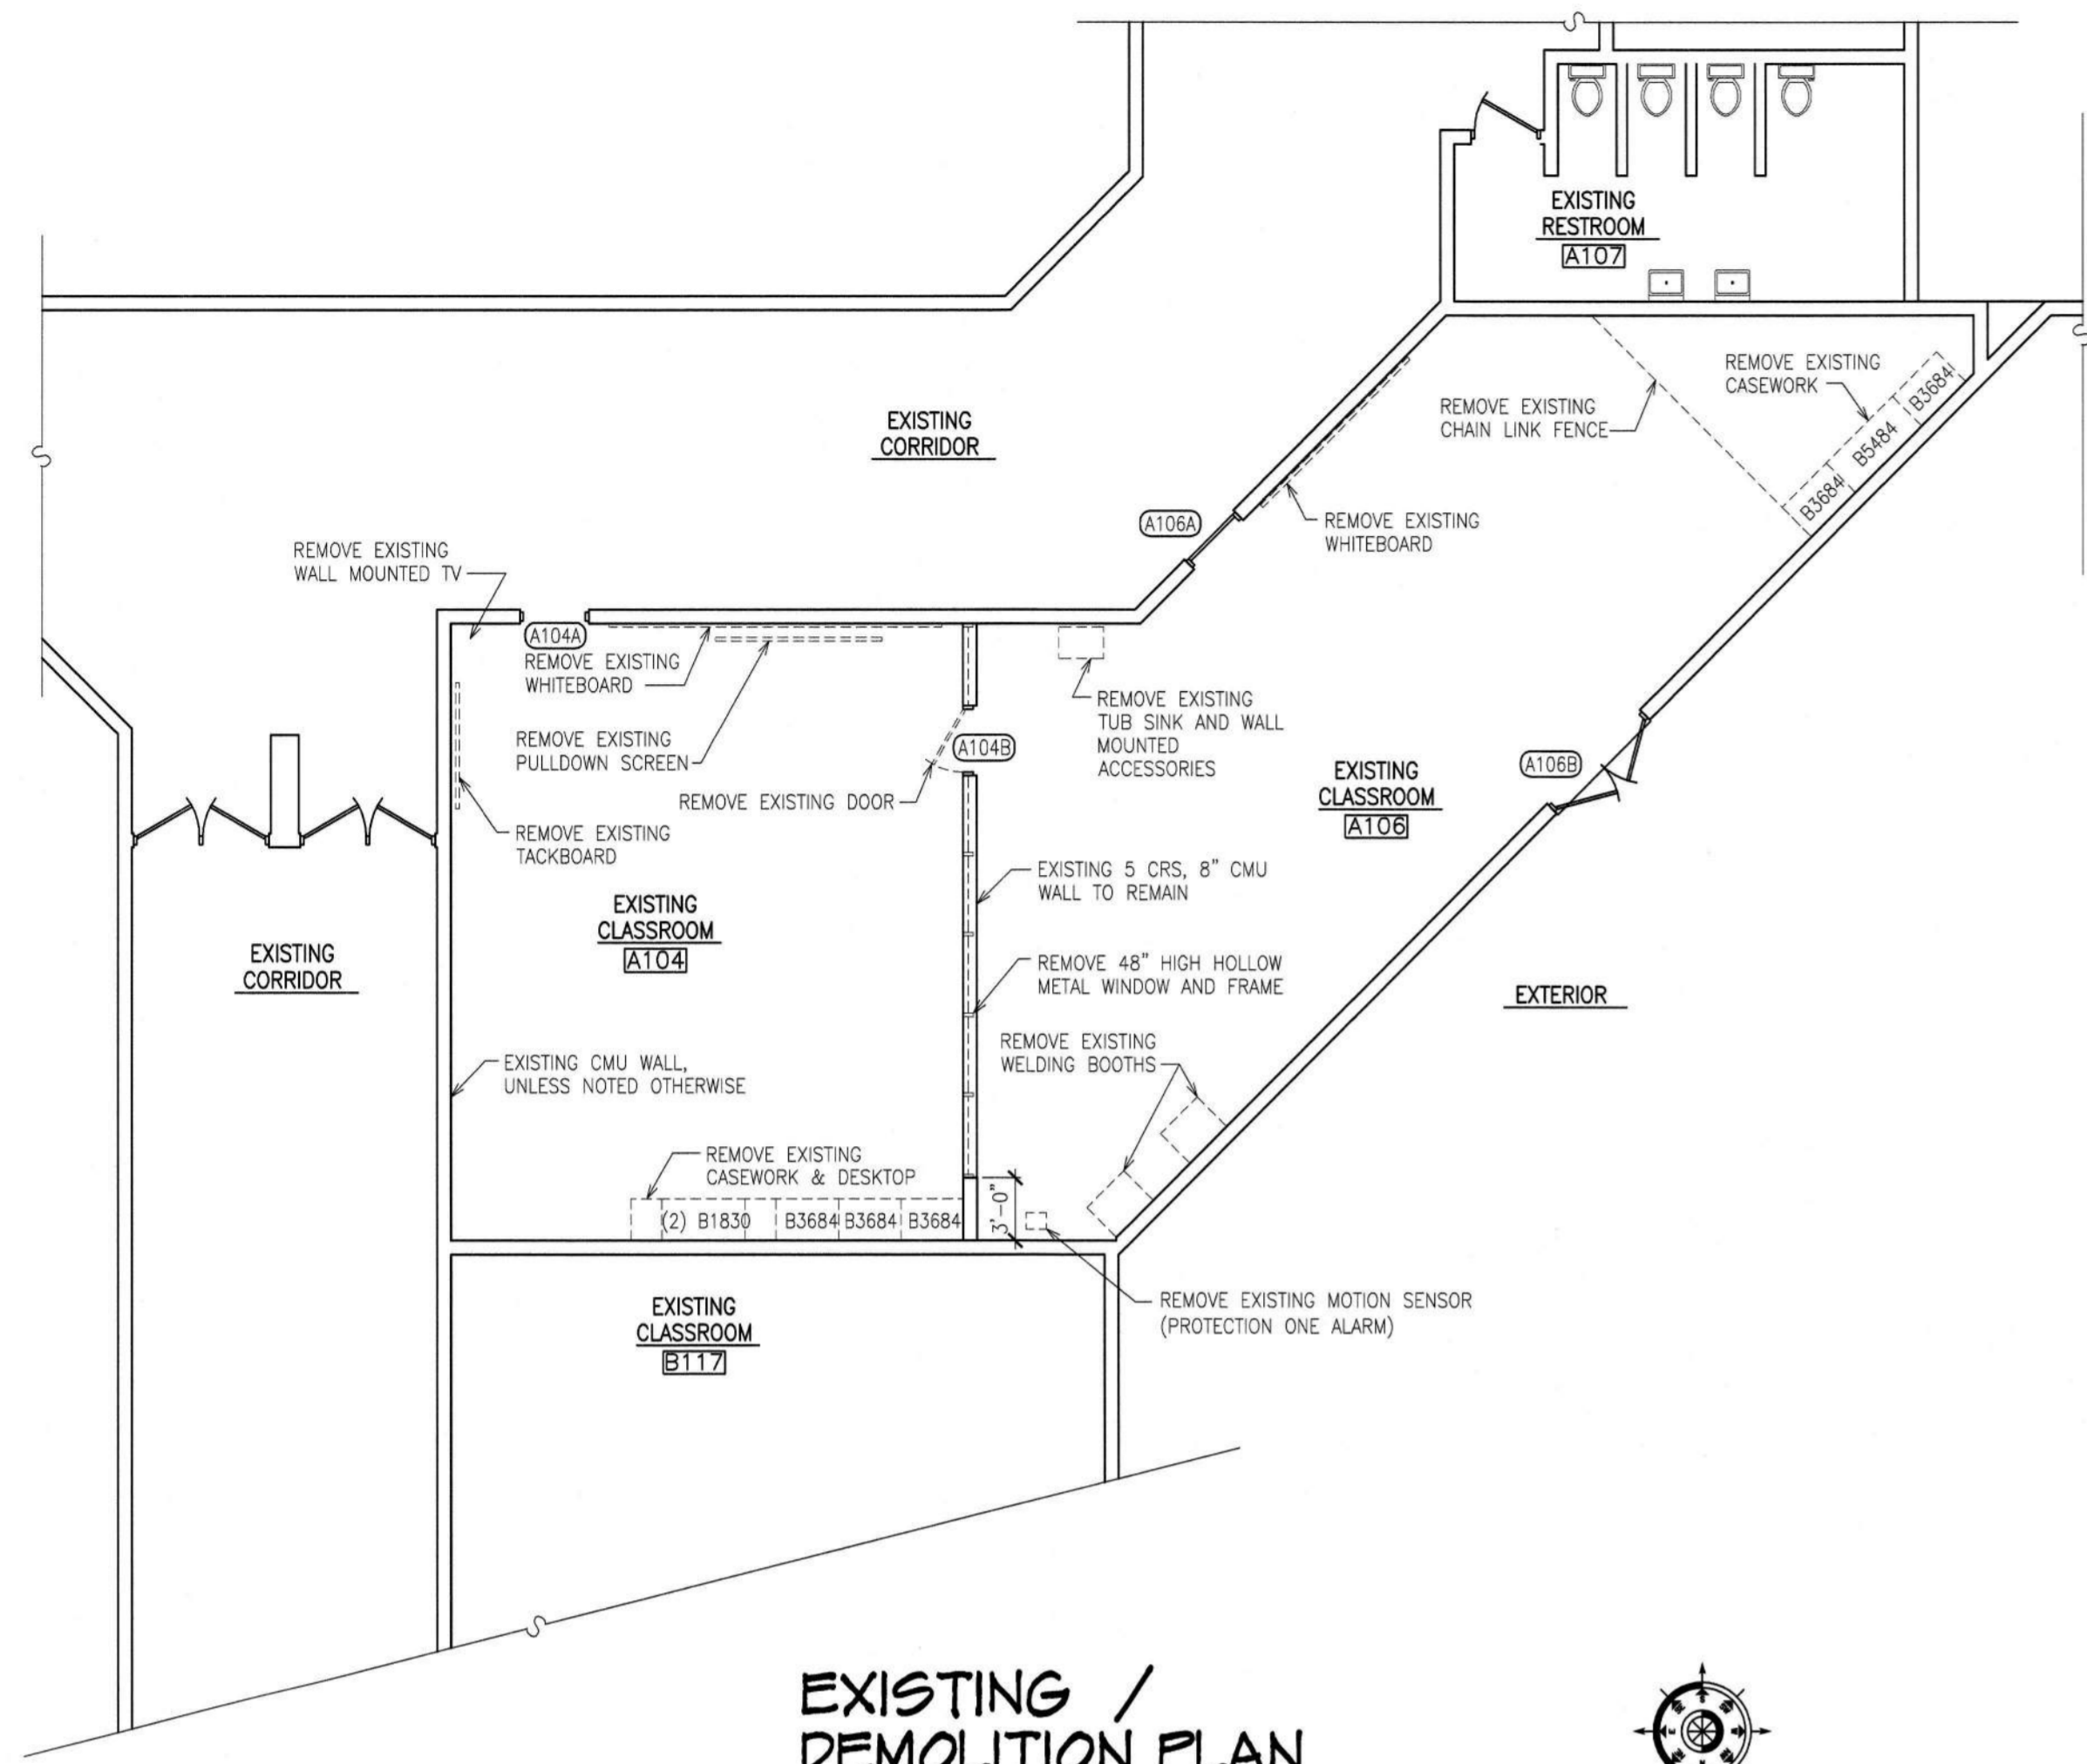 EXISTING
RESTROOM
A107
REMOVE EXISTING
CASEWORK
B3684
B5484
B3684
REMOVE EXISTING
CHAIN LINK FENCE
EXISTING
CORRIDOR
A106A
REMOVE EXISTING
WHITEBOARD
REMOVE EXISTING
WALL MOUNTED TV
A104A
REMOVE EXISTING
WHITEBOARD
REMOVE EXISTING
PULLDOWN SCREEN
A104B
REMOVE EXISTING DOOR
REMOVE EXISTING
TUB SINK AND WALL
MOUNTED
ACCESSORIES
EXISTING
CLASSROOM
A106
A106B
REMOVE EXISTING
TACKBOARD
EXISTING 5 CRS, 8" CMU
WALL TO REMAIN
EXISTING
CLASSROOM
A104
EXISTING
CORRIDOR
REMOVE 48" HIGH HOLLOW
METAL WINDOW AND FRAME
EXTERIOR
REMOVE EXISTING
WELDING BOOTHS
EXISTING CMU WALL,
UNLESS NOTED OTHERWISE
REMOVE EXISTING
CASEWORK & DESKTOP
(2) B1830 B3684 B3684 B3684
3'-0"
EXISTING
CLASSROOM
B117
REMOVE EXISTING MOTION SENSOR
(PROTECTION ONE ALARM)
EXISTING /
DEMOLITION PLAN